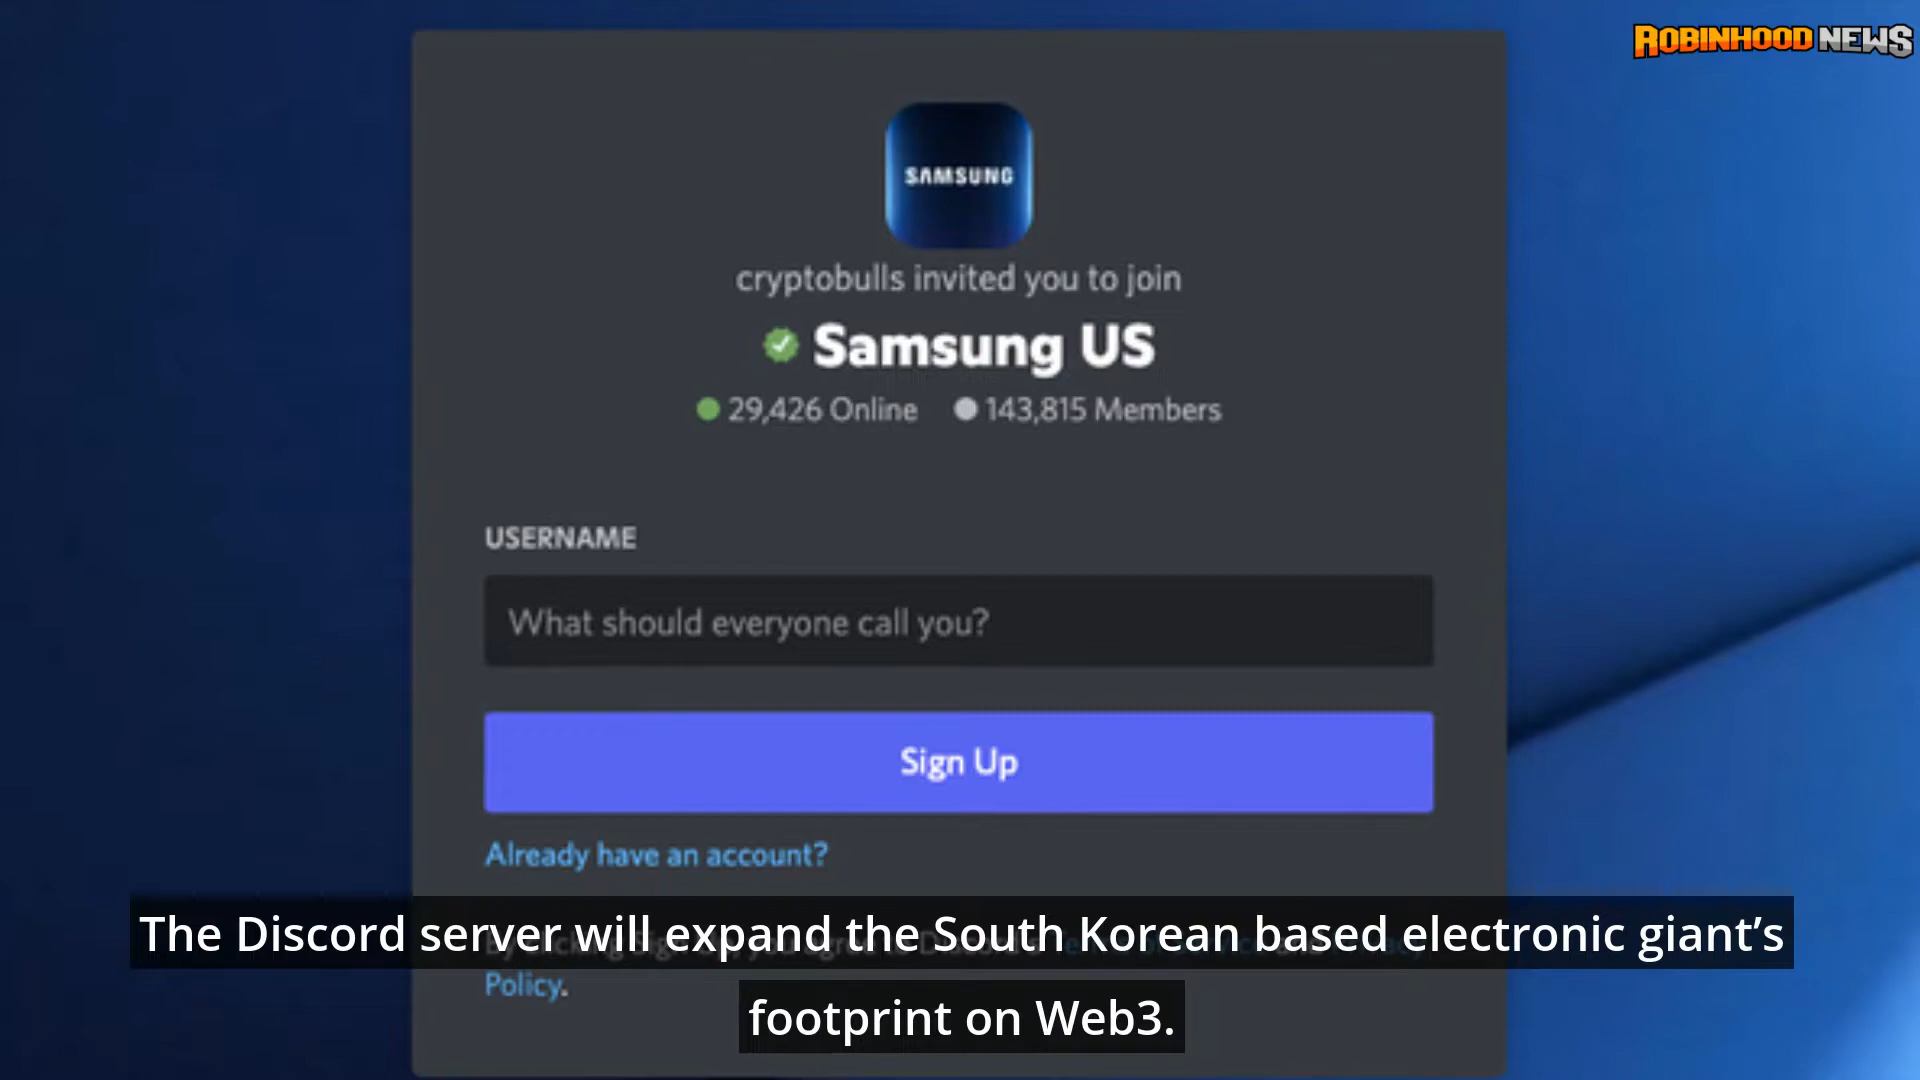 ROBINHOOD NEWS
SAMSUNG
cryptobulls invited you to join
Samsung US
29,426 Online 143,815 Members
USERNAME
What should everyone call you?
Sign Up
Already have an account?
The Discord server will expand the South Korean based electronic giant’s
Policy.
footprint on Web3.